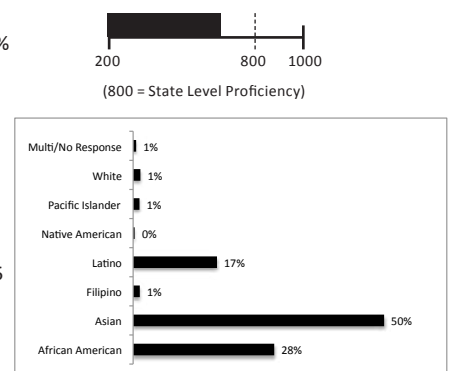 %
200 800 1000
(800 = State Level Proficiency)
Multi/No Response 1%
White 1%
Pacific Islander 1%
Native American 0%
Latino 17%
Filipino 1%
Asian 50%
African American 28%